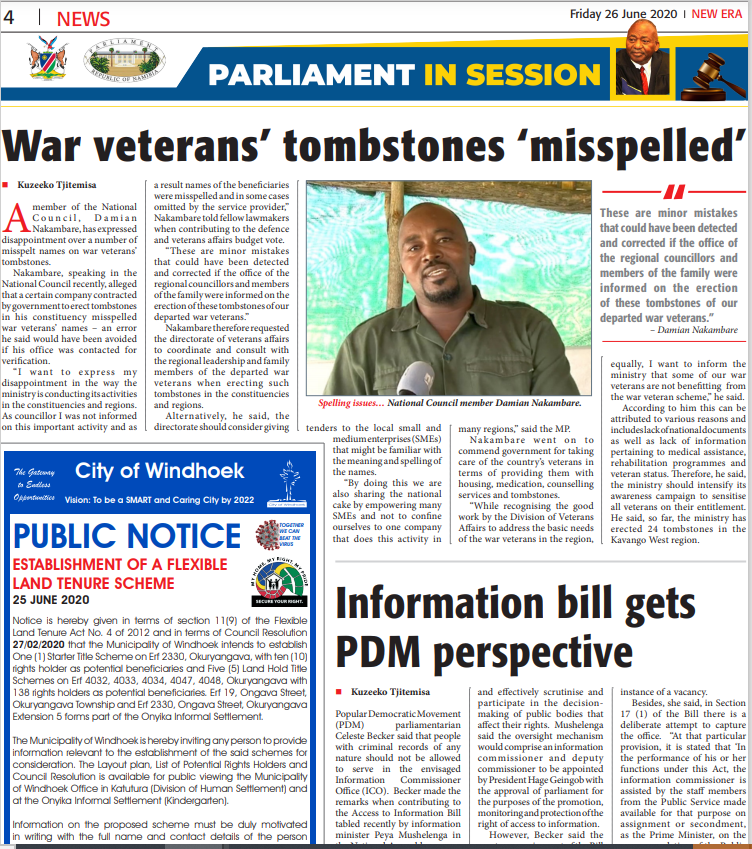 4 | NEWS
Friday 26 June 2020 I NEW ERA
PARLIAMENT
REPUBLIC OF NAMIBIA
PARLIAMENT IN SESSION
War veterans’ tombstones ‘misspelled’
■ Kuzeeko Tjitemisa
A member of the National
Council, Damian
Nakambare, has expressed
disappointment over a number of
misspelt names on war veterans’
tombstones.
Nakambare, speaking in the
National Council recently, alleged
that a certain company contracted
by government to erect tombstones
in his constituency misspelled
war veterans’ names – an error
he said would have been avoided
if his office was contacted for
verification.
“I want to express my
disappointment in the way the
ministry is conducting its activities
in the constituencies and regions.
As councillor I was not informed
on this important activity and as
a result names of the beneficiaries
were misspelled and in some cases
omitted by the service provider,”
Nakambare told fellow lawmakers
when contributing to the defence
and veterans affairs budget vote.
“These are minor mistakes
that could have been detected
and corrected if the office of the
regional councillors and members
of the family were informed on the
erection of these tombstones of our
departed war veterans.”
Nakambare therefore requested
the directorate of veterans affairs
to coordinate and consult with
the regional leadership and family
members of the departed war
veterans when erecting such
tombstones in the constituencies
and regions.
Alternatively, he said, the
directorate should consider giving
Spelling issues… National Council member Damian Nakambare.
tenders to the local small and
medium enterprises (SMEs)
that might be familiar with
the meaning and spelling of
the names.
“By doing this we are
also sharing the national
cake by empowering many
SMEs and not to confine
ourselves to one company
that does this activity in
many regions,” said the MP.
Nakambare went on to
commend government for taking
care of the country’s veterans in
terms of providing them with
housing, medication, counselling
services and tombstones.
“While recognising the good
work by the Division of Veterans
Affairs to address the basic needs
of the war veterans in the region,
“
These are minor mistakes
that could have been detected
and corrected if the office of
the regional councillors and
members of the family were
informed on the erection
of these tombstones of our
departed war veterans.”
– Damian Nakambare
equally, I want to inform the
ministry that some of our war
veterans are not benefitting from
the war veteran scheme,” he said.
According to him this can be
attributed to various reasons and
includes lack of national documents
as well as lack of information
pertaining to medical assistance,
rehabilitation programmes and
veteran status. Therefore, he said,
the ministry should intensify its
awareness campaign to sensitise
all veterans on their entitlement.
He said, so far, the ministry has
erected 24 tombstones in the
Kavango West region.
The Gateway
to Endless
Opportunities
City of Windhoek
Vision: To be a SMART and Caring City by 2022
PUBLIC NOTICE
TOGETHER
WE CAN
BEAT THE
VIRUS
ESTABLISHMENT OF A FLEXIBLE
LAND TENURE SCHEME
25 JUNE 2020
MY HOME, MY RIGHT, MY PRIDE
SECURE YOUR RIGHT.
Notice is hereby given in terms of section 11(9) of the Flexible
Land Tenure Act No. 4 of 2012 and in terms of Council Resolution
27/02/2020 that the Municipality of Windhoek intends to establish
One (1) Starter Title Scheme on Erf 2330, Okuryangava, with ten (10)
rights holder as potential beneficiaries and Five (5) Land Hold Title
Schemes on Erf 4032, 4033, 4034, 4047, 4048, Okuryangava with
138 rights holders as potential beneficiaries. Erf 19, Ongava Street,
Okuryangava Township and Erf 2330, Ongava Street, Okuryangava
Extension 5 forms part of the Onyika Informal Settlement.
The Municipality of Windhoek is hereby inviting any person to provide
information relevant to the establishment of the said schemes for
consideration. The Layout plan, List of Potential Rights Holders and
Council Resolution is available for public viewing the Municipality
of Windhoek Office in Katutura (Division of Human Settlement) and
at the Onyika Informal Settlement (Kindergarten).
Information on the proposed scheme must be duly motivated
in writing with the full name and contact details of the person
Information bill gets
PDM perspective
■ Kuzeeko Tjitemisa
Popular Democratic Movement
(PDM) parliamentarian
Celeste Becker said that people
with criminal records of any
nature should not be allowed
to serve in the envisaged
Information Commissioner
Office (ICO). Becker made the
remarks when contributing to
the Access to Information Bill
tabled recently by information
minister Peya Mushelenga in
and effectively scrutinise and
participate in the decision-
making of public bodies that
affect their rights. Mushelenga
said the oversight mechanism
would comprise an information
commissioner and deputy
commissioner to be appointed
by President Hage Geingob with
the approval of parliament for
the purposes of the promotion,
monitoring and protection of the
right of access to information.
However, Becker said the
instance of a vacancy.
Besides, she said, in Section
17 (1) of the Bill there is a
deliberate attempt to capture
the office. “At that particular
provision, it is stated that ‘In
the performance of his or her
functions under this Act, the
information commissioner is
assisted by the staff members
from the Public Service made
available for that purpose on
assignment or secondment,
as the Prime Minister, on the